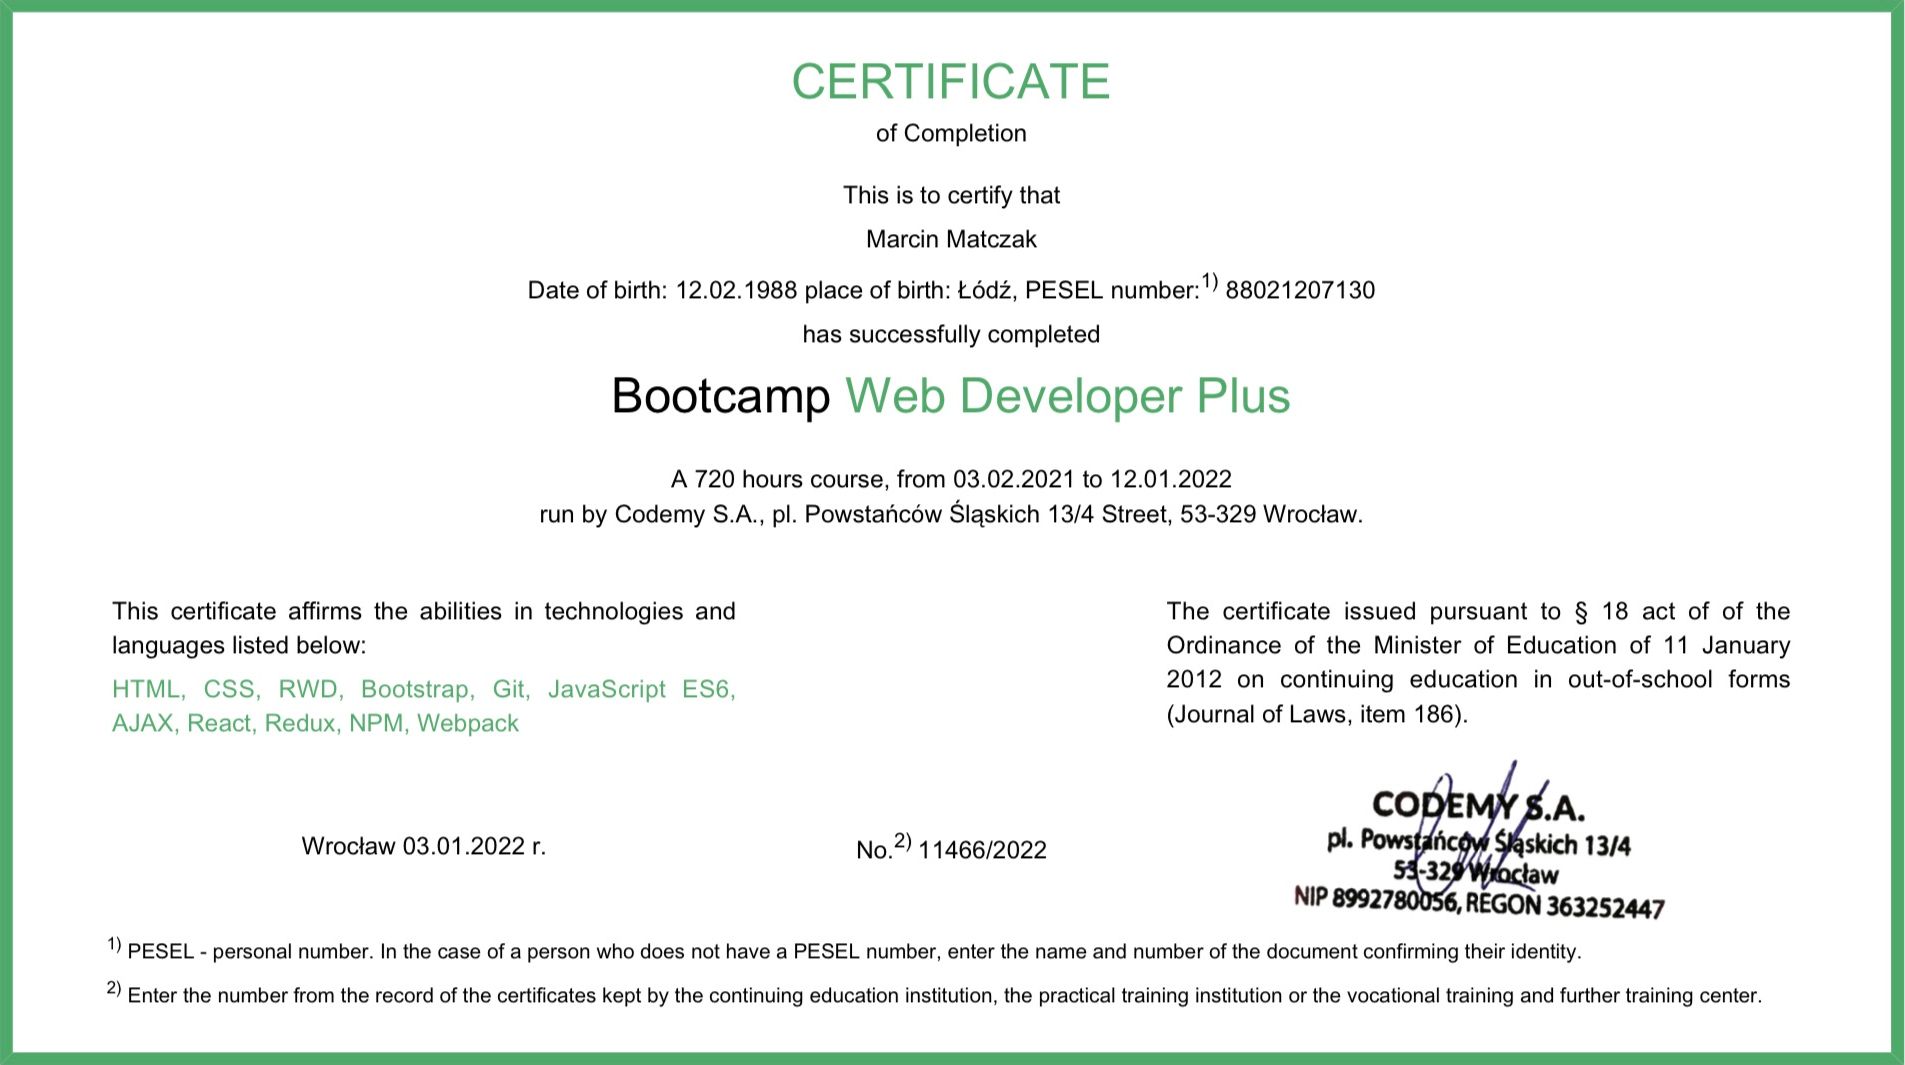 CERTIFICATE
of Completion
This is to certify that
Marcin Matczak
Date of birth: 12.02.1988 place of birth: Łódź, PESEL number:1) 88021207130
has successfully completed
Bootcamp Web Developer Plus
A 720 hours course, from 03.02.2021 to 12.01.2022
run by Codemy S.A., pl. Powstańców Śląskich 13/4 Street, 53-329 Wrocław.
This certificate affirms the abilities in technologies and
languages listed below:
HTML, CSS, RWD, Bootstrap, Git, JavaScript ES6,
AJAX, React, Redux, NPM, Webpack
The certificate issued pursuant to § 18 act of of the
Ordinance of the Minister of Education of 11 January
2012 on continuing education in out-of-school forms
(Journal of Laws, item 186).
Wrocław 03.01.2022 r.
No.2) 11466/2022
CODEMY S.A.
pl. Powstańców Śląskich 13/4
53-329 Wrocław
NIP 8992780056, REGON 363252447
1) PESEL - personal number. In the case of a person who does not have a PESEL number, enter the name and number of the document confirming their identity.
2) Enter the number from the record of the certificates kept by the continuing education institution, the practical training institution or the vocational training and further training center.